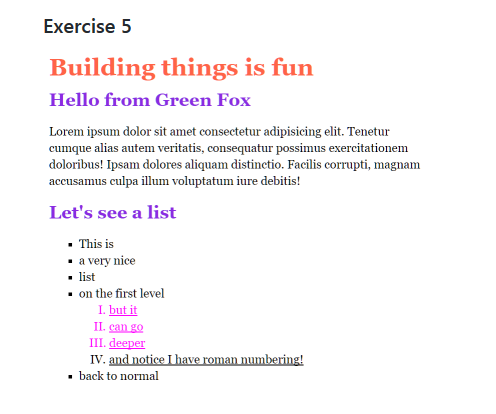 Exercise 5
Building things is fun
Hello from Green Fox
Lorem ipsum dolor sit amet consectetur adipisicing elit. Tenetur
cumque alias autem veritatis, consequatur possimus exercitationem
doloribus! Ipsam dolores aliquam distinctio. Facilis corrupti, magnam
accusamus culpa illum voluptatum iure debitis!
Let's see a list
▪ This is
▪ a very nice
▪ list
▪ on the first level
I. but it
II. can go
III. deeper
IV. and notice I have roman numbering!
▪ back to normal